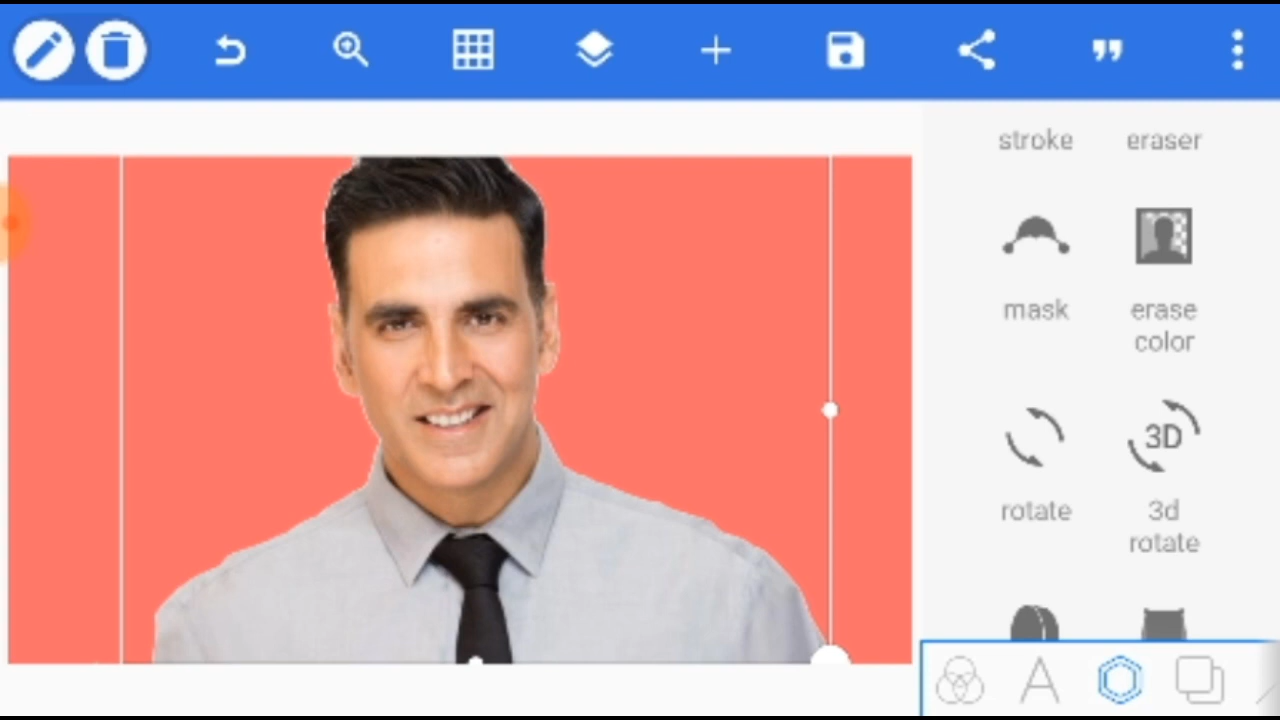 stroke
eraser
mask
erase
color
3D
rotate
3d
rotate
A